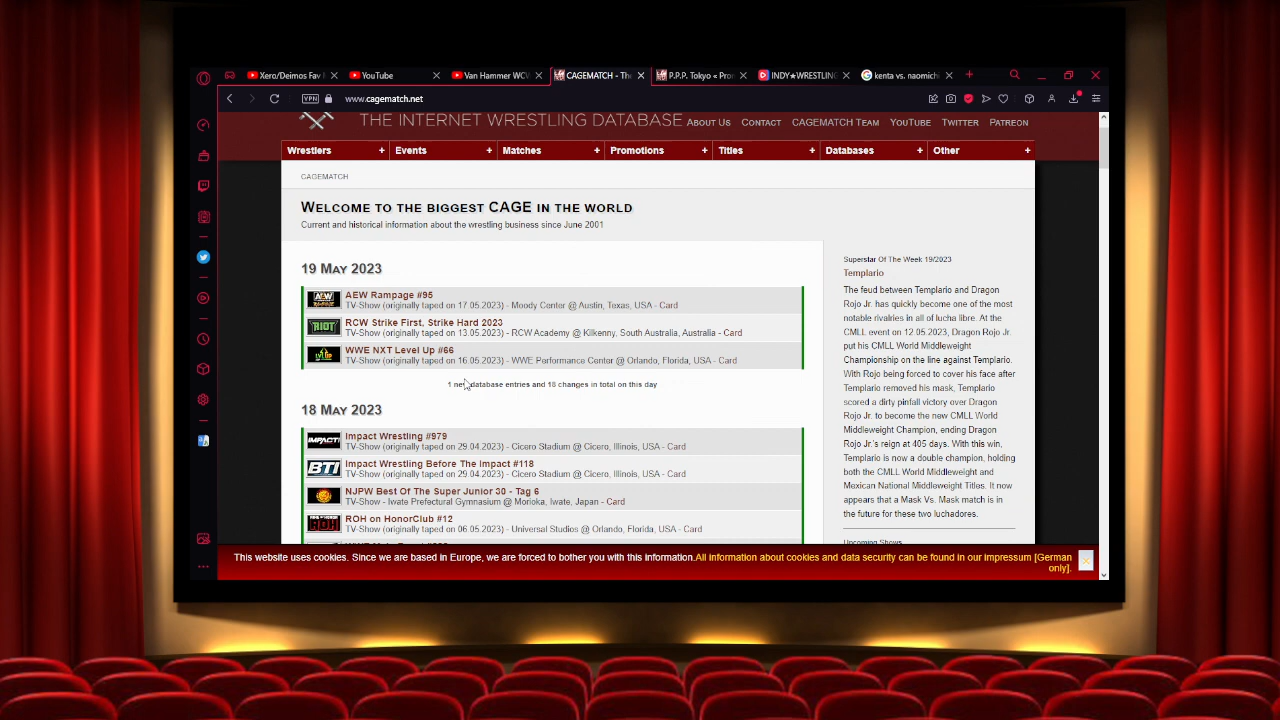 Xero/Deimos Fav
YouTube
Van Hammer WCW
CAGEMATCH - The
P.P.P. Tokyo « Pro
INDY★WRESTLING
kenta vs. naomich
VPN
www.cagematch.net
THE INTERNET WRESTLING DATABASE
ABOUT US CONTACT CAGEMATCH TEAM YOUTUBE TWITTER PATREON
Wrestlers + Events + Matches + Promotions + Titles + Databases + Other +
CAGEMATCH
WELCOME TO THE BIGGEST CAGE IN THE WORLD
Current and historical information about the wrestling business since June 2001
19 MAY 2023
AEW Rampage #95
TV-Show (originally taped on 17.05.2023) - Moody Center @ Austin, Texas, USA - Card
RCW Strike First, Strike Hard 2023
TV-Show (originally taped on 13.05.2023) - RCW Academy @ Kilkenny, South Australia, Australia - Card
WWE NXT Level Up #66
TV-Show (originally taped on 16.05.2023) - WWE Performance Center @ Orlando, Florida, USA - Card
1 new database entries and 18 changes in total on this day
18 MAY 2023
IMPACT!
Impact Wrestling #979
TV-Show (originally taped on 29.04.2023) - Cicero Stadium @ Cicero, Illinois, USA - Card
BTI
Impact Wrestling Before The Impact #118
TV-Show (originally taped on 29.04.2023) - Cicero Stadium @ Cicero, Illinois, USA - Card
NJPW Best Of The Super Junior 30 - Tag 6
TV-Show - Iwate Prefectural Gymnasium @ Morioka, Iwate, Japan - Card
ROH
ROH on HonorClub #12
TV-Show (originally taped on 06.05.2023) - Universal Studios @ Orlando, Florida, USA - Card
Superstar Of The Week 19/2023
Templario
The feud between Templario and Dragon
Rojo Jr. has quickly become one of the most
notable rivalries in all of lucha libre. At
the CMLL event on 12.05.2023, Dragon Rojo Jr.
put his CMLL World Middleweight
Championship on the line against Templario.
With Rojo being forced to cover his face after
Templario removed his mask, Templario
scored a dirty pinfall victory over Dragon
Rojo Jr. to become the new CMLL World
Middleweight Champion, ending Dragon
Rojo Jr.'s reign at 405 days. With this win,
Templario is now a double champion, holding
both the CMLL World Middleweight and
Mexican National Middleweight Titles. It now
appears that a Mask Vs. Mask match is in
the future for these two luchadores.
Upcoming Shows
This website uses cookies. Since we are based in Europe, we are forced to bother you with this information.All information about cookies and data security can be found in our Impressum [German
only].